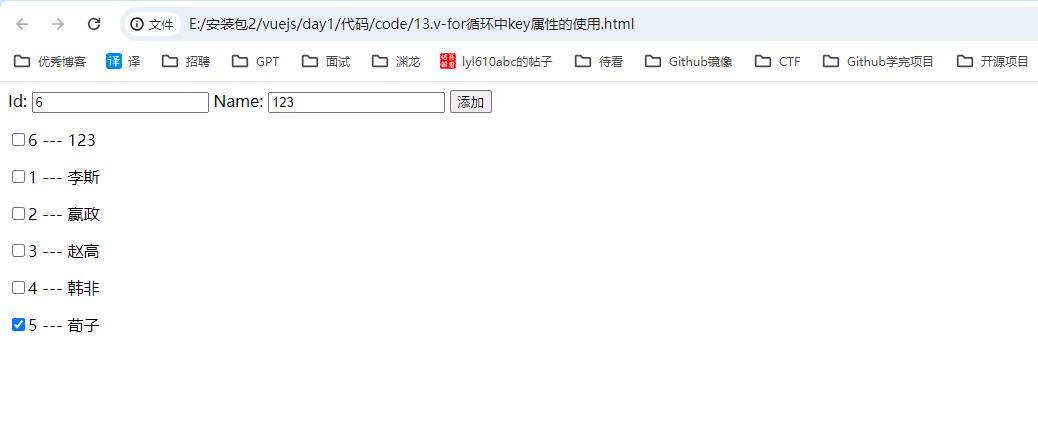 文件 E:/安装包2/vuejs/day1/代码/code/13.v-for循环中key属性的使用.html
优秀博客 译 译 招聘 GPT 面试 渊龙 lyl610abc的帖子 待看 Github镜像 CTF Github学完项目 开源项目
Id: 6 Name: 123 添加
6 --- 123
1 --- 李斯
2 --- 嬴政
3 --- 赵高
4 --- 韩非
5 --- 荀子